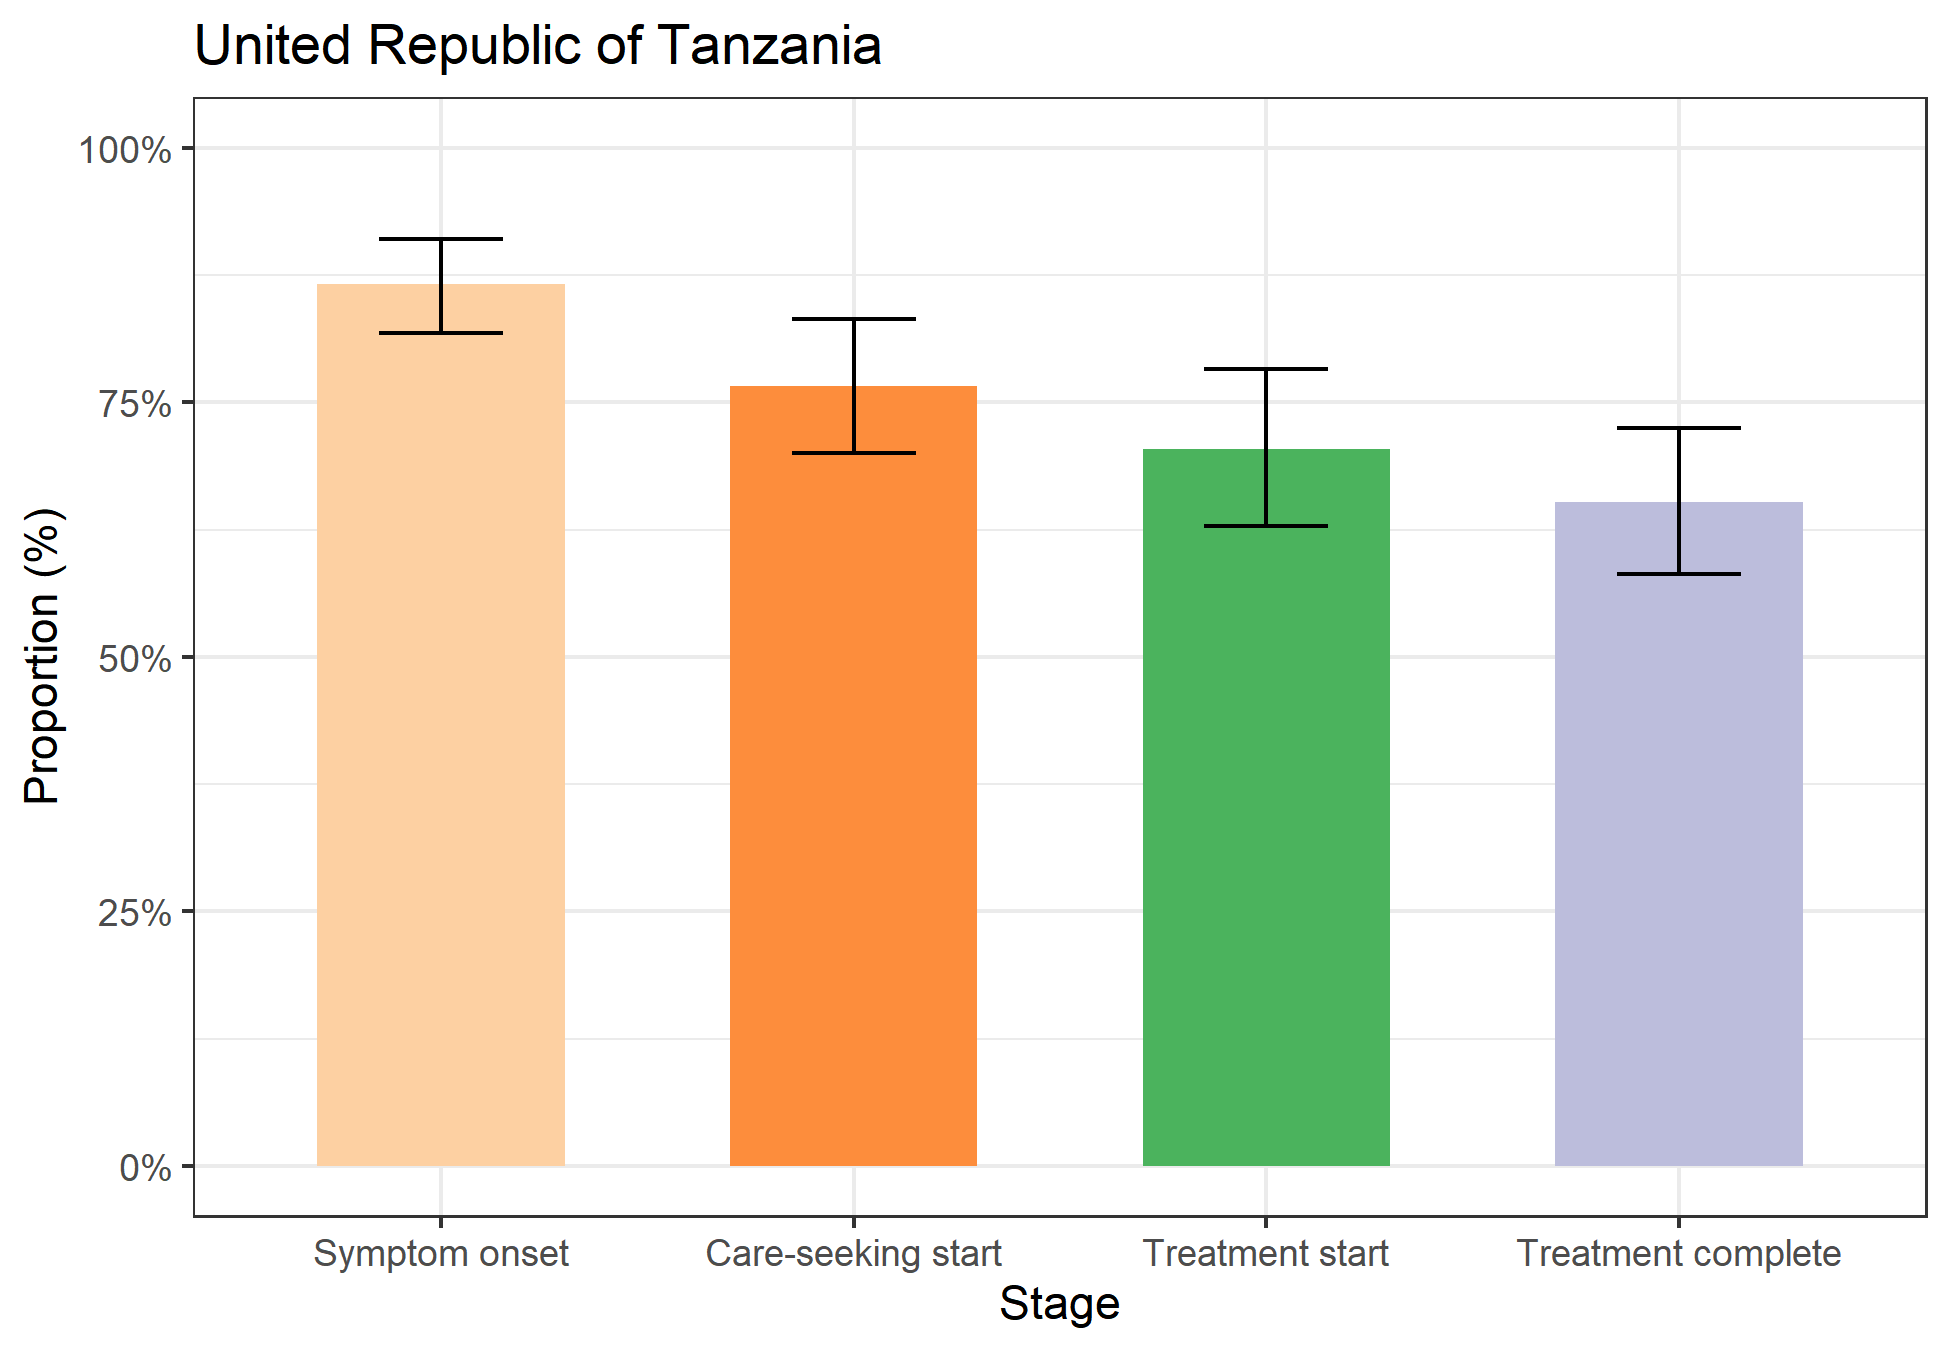 United Republic of Tanzania
Proportion (%)
100%
75%
50%
25%
0%
Symptom onset
Care-seeking start
Treatment start
Treatment complete
Stage